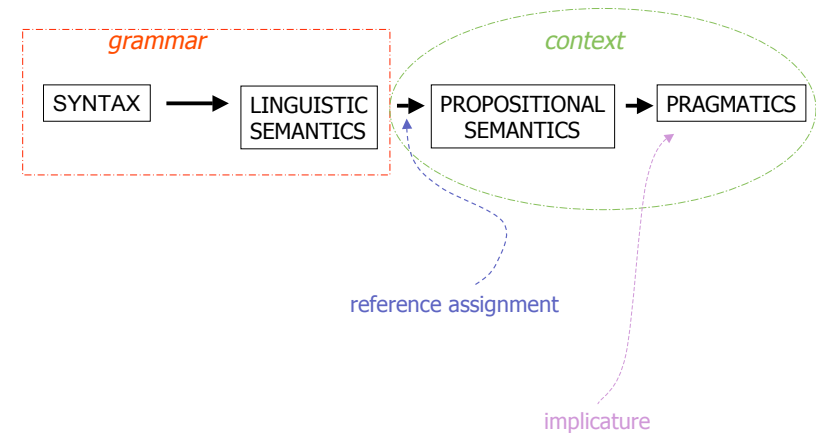 grammar
context
SYNTAX
LINGUISTIC
SEMANTICS
PROPOSITIONAL
SEMANTICS
PRAGMATICS
reference assignment
implicature